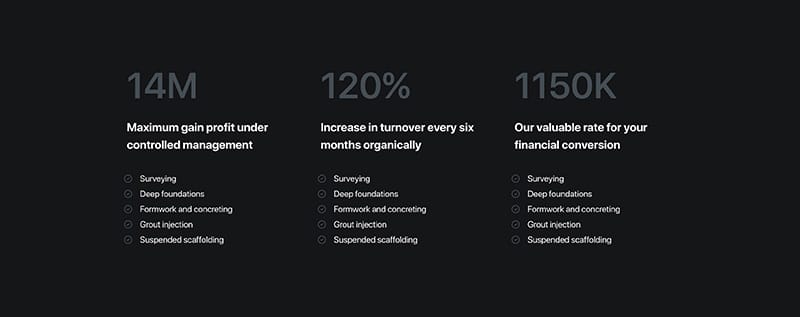 14M
Maximum gain profit under
controlled management
Surveying
Deep foundations
Formwork and concreting
Grout injection
Suspended scaffolding
120%
Increase in turnover every six
months organically
Surveying
Deep foundations
Formwork and concreting
Grout injection
Suspended scaffolding
1150K
Our valuable rate for your
financial conversion
Surveying
Deep foundations
Formwork and concreting
Grout injection
Suspended scaffolding